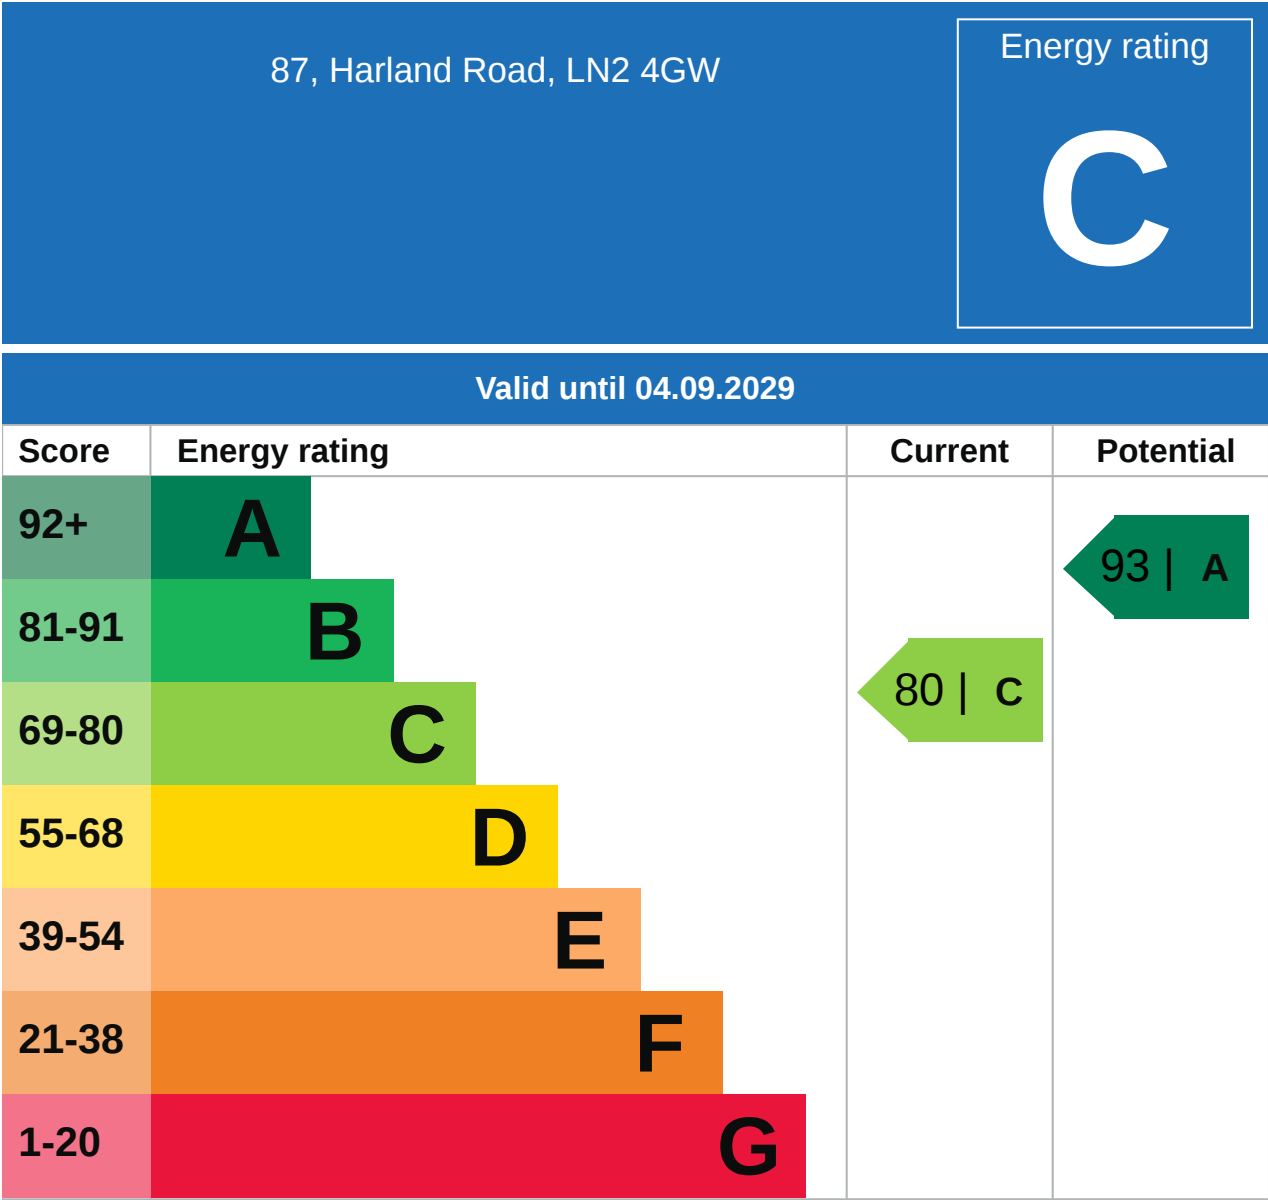 87, Harland Road, LN2 4GW
Energy rating
C
Valid until 04.09.2029
Score Energy rating Current Potential
92+ A
93 | A
81-91 B
80 | C
69-80 C
55-68 D
39-54 E
21-38 F
1-20 G